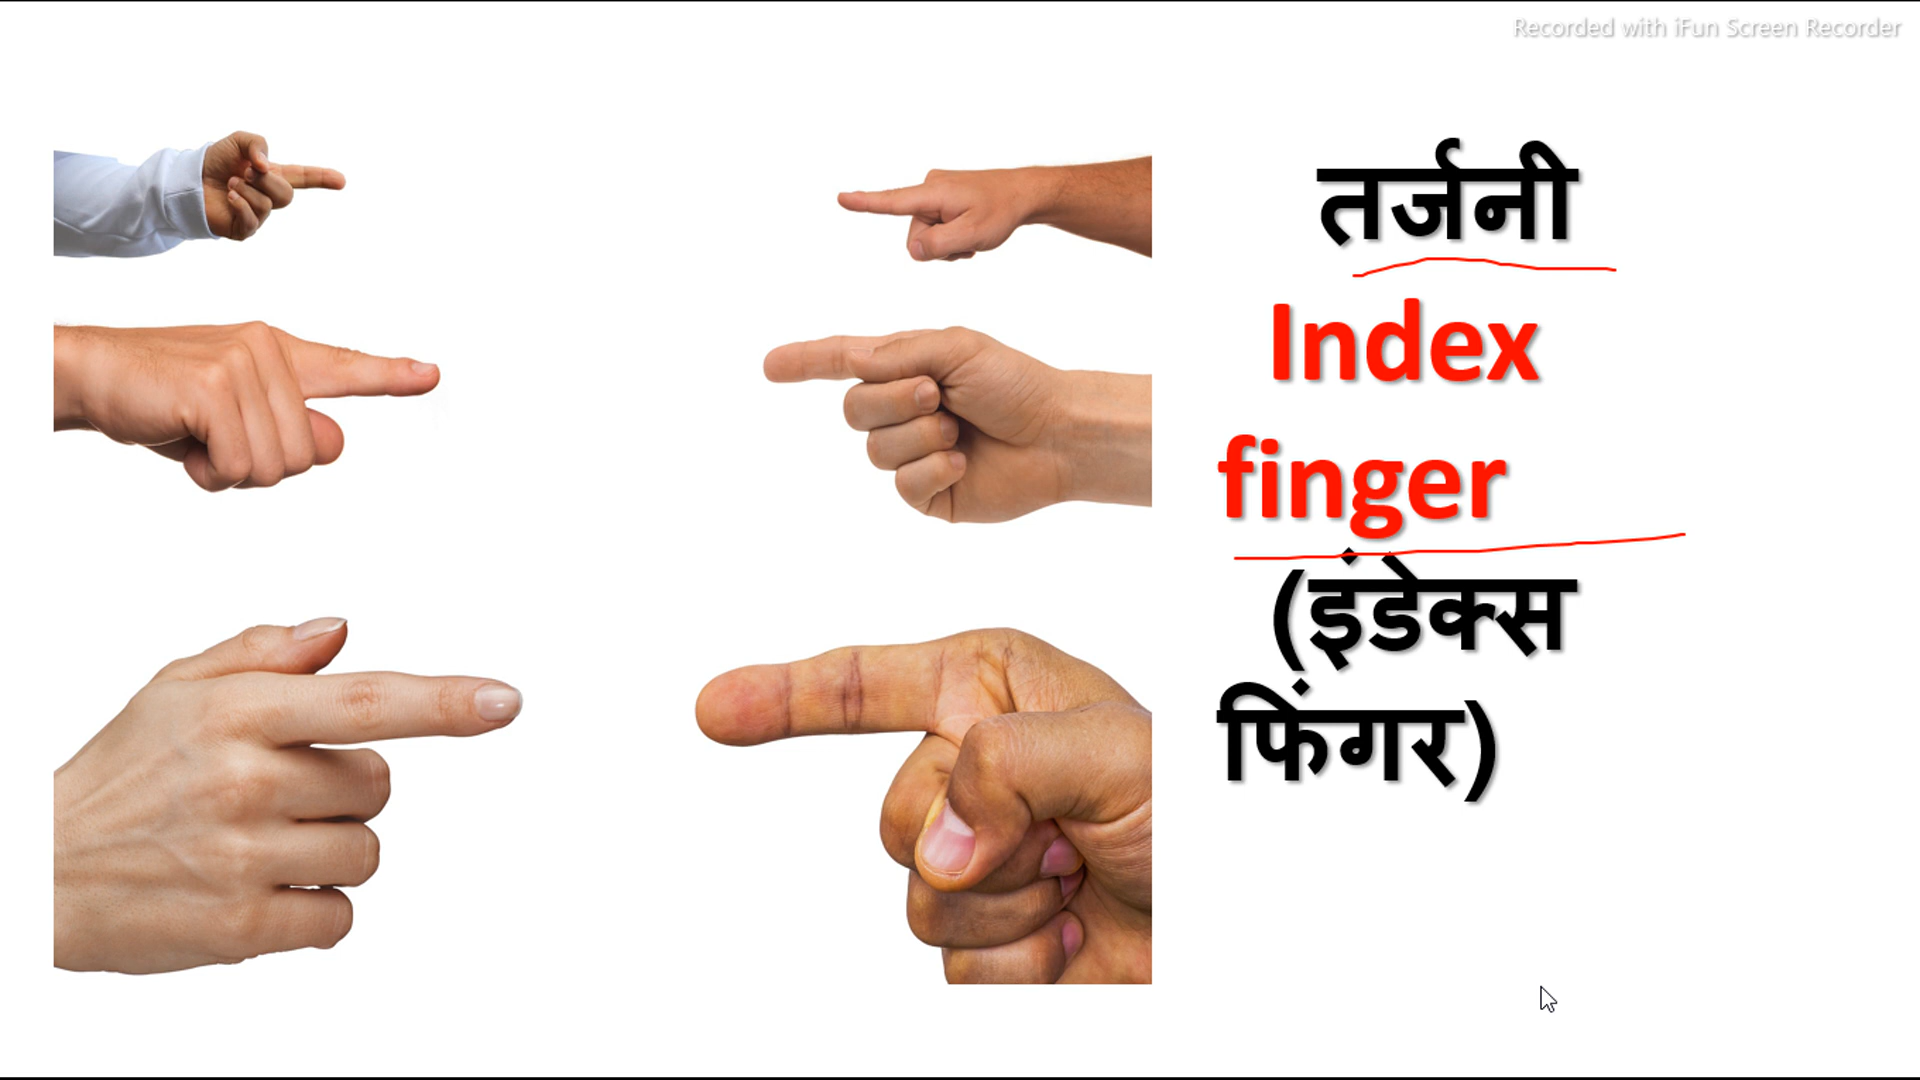 Recorded with iFun Screen Recorder
तर्जनी
Index
finger
(इंडेक्स
फिंगर)